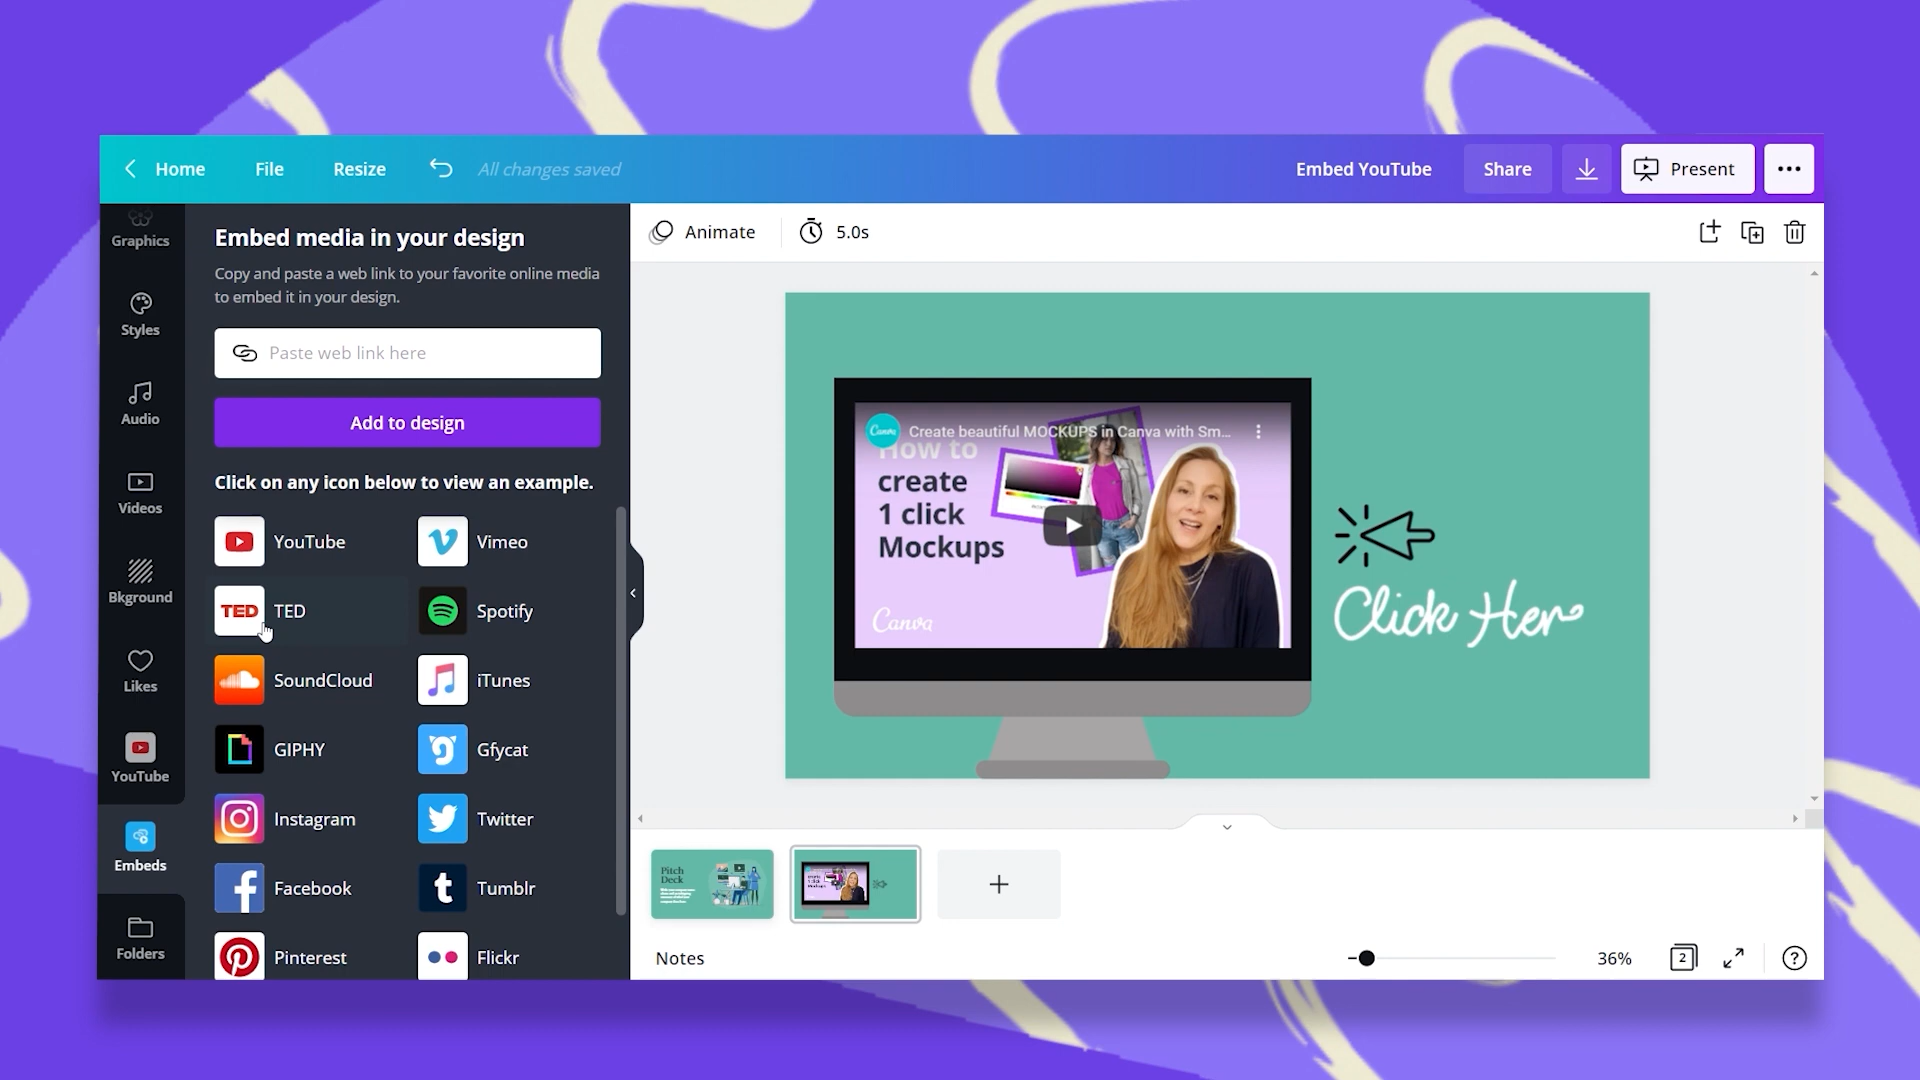 Home File Resize All changes saved Embed YouTube Share Present
Graphics
Styles
Audio
Videos
Bkground
Likes
YouTube
Embeds
Folders
Embed media in your design
Copy and paste a web link to your favorite online media
to embed it in your design.
Paste web link here
Add to design
Click on any icon below to view an example.
YouTube Vimeo
TED TED Spotify
SoundCloud iTunes
GIPHY Gfycat
Instagram Twitter
Facebook Tumblr
Pinterest Flickr
Animate 5.0s
Canva Create beautiful MOCKUPS in Canva with Sm...
How to
create
1 click
Mockups
Canva
Click Her
Pitch
Deck
Notes 36% 2 ?